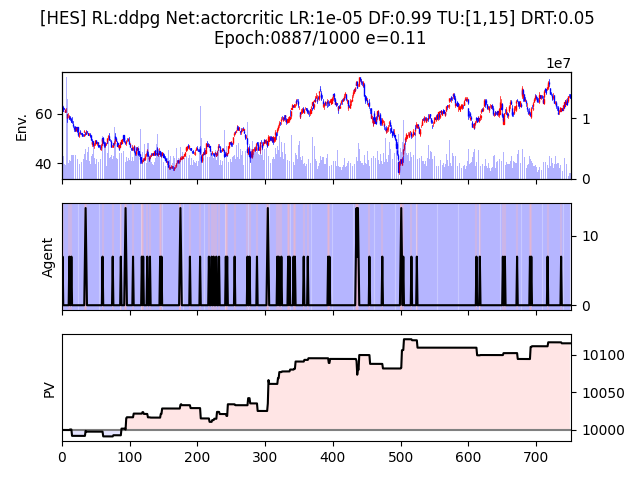 [HES] RL:ddpg Net:actorcritic LR:1e-05 DF:0.99 TU:[1,15] DRT:0.05
Epoch:0887/1000 e=0.11
1e7
Env.
60
40
1
0
Agent
10
0
PV
10100
10050
10000
0 100 200 300 400 500 600 700